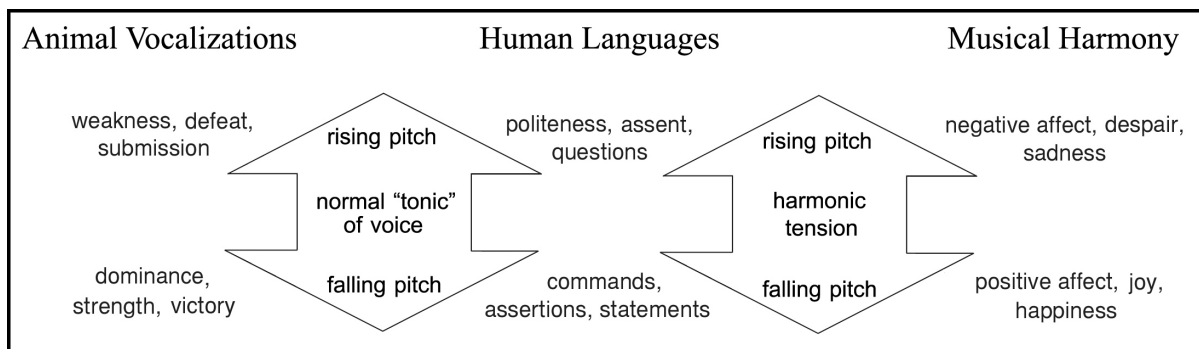 Animal Vocalizations
Human Languages
Musical Harmony
weakness, defeat,
submission
rising pitch
politeness, assent,
questions
rising pitch
negative affect, despair,
sadness
normal “tonic”
of voice
harmonic
tension
dominance,
strength, victory
falling pitch
commands,
assertions, statements
falling pitch
positive affect, joy,
happiness